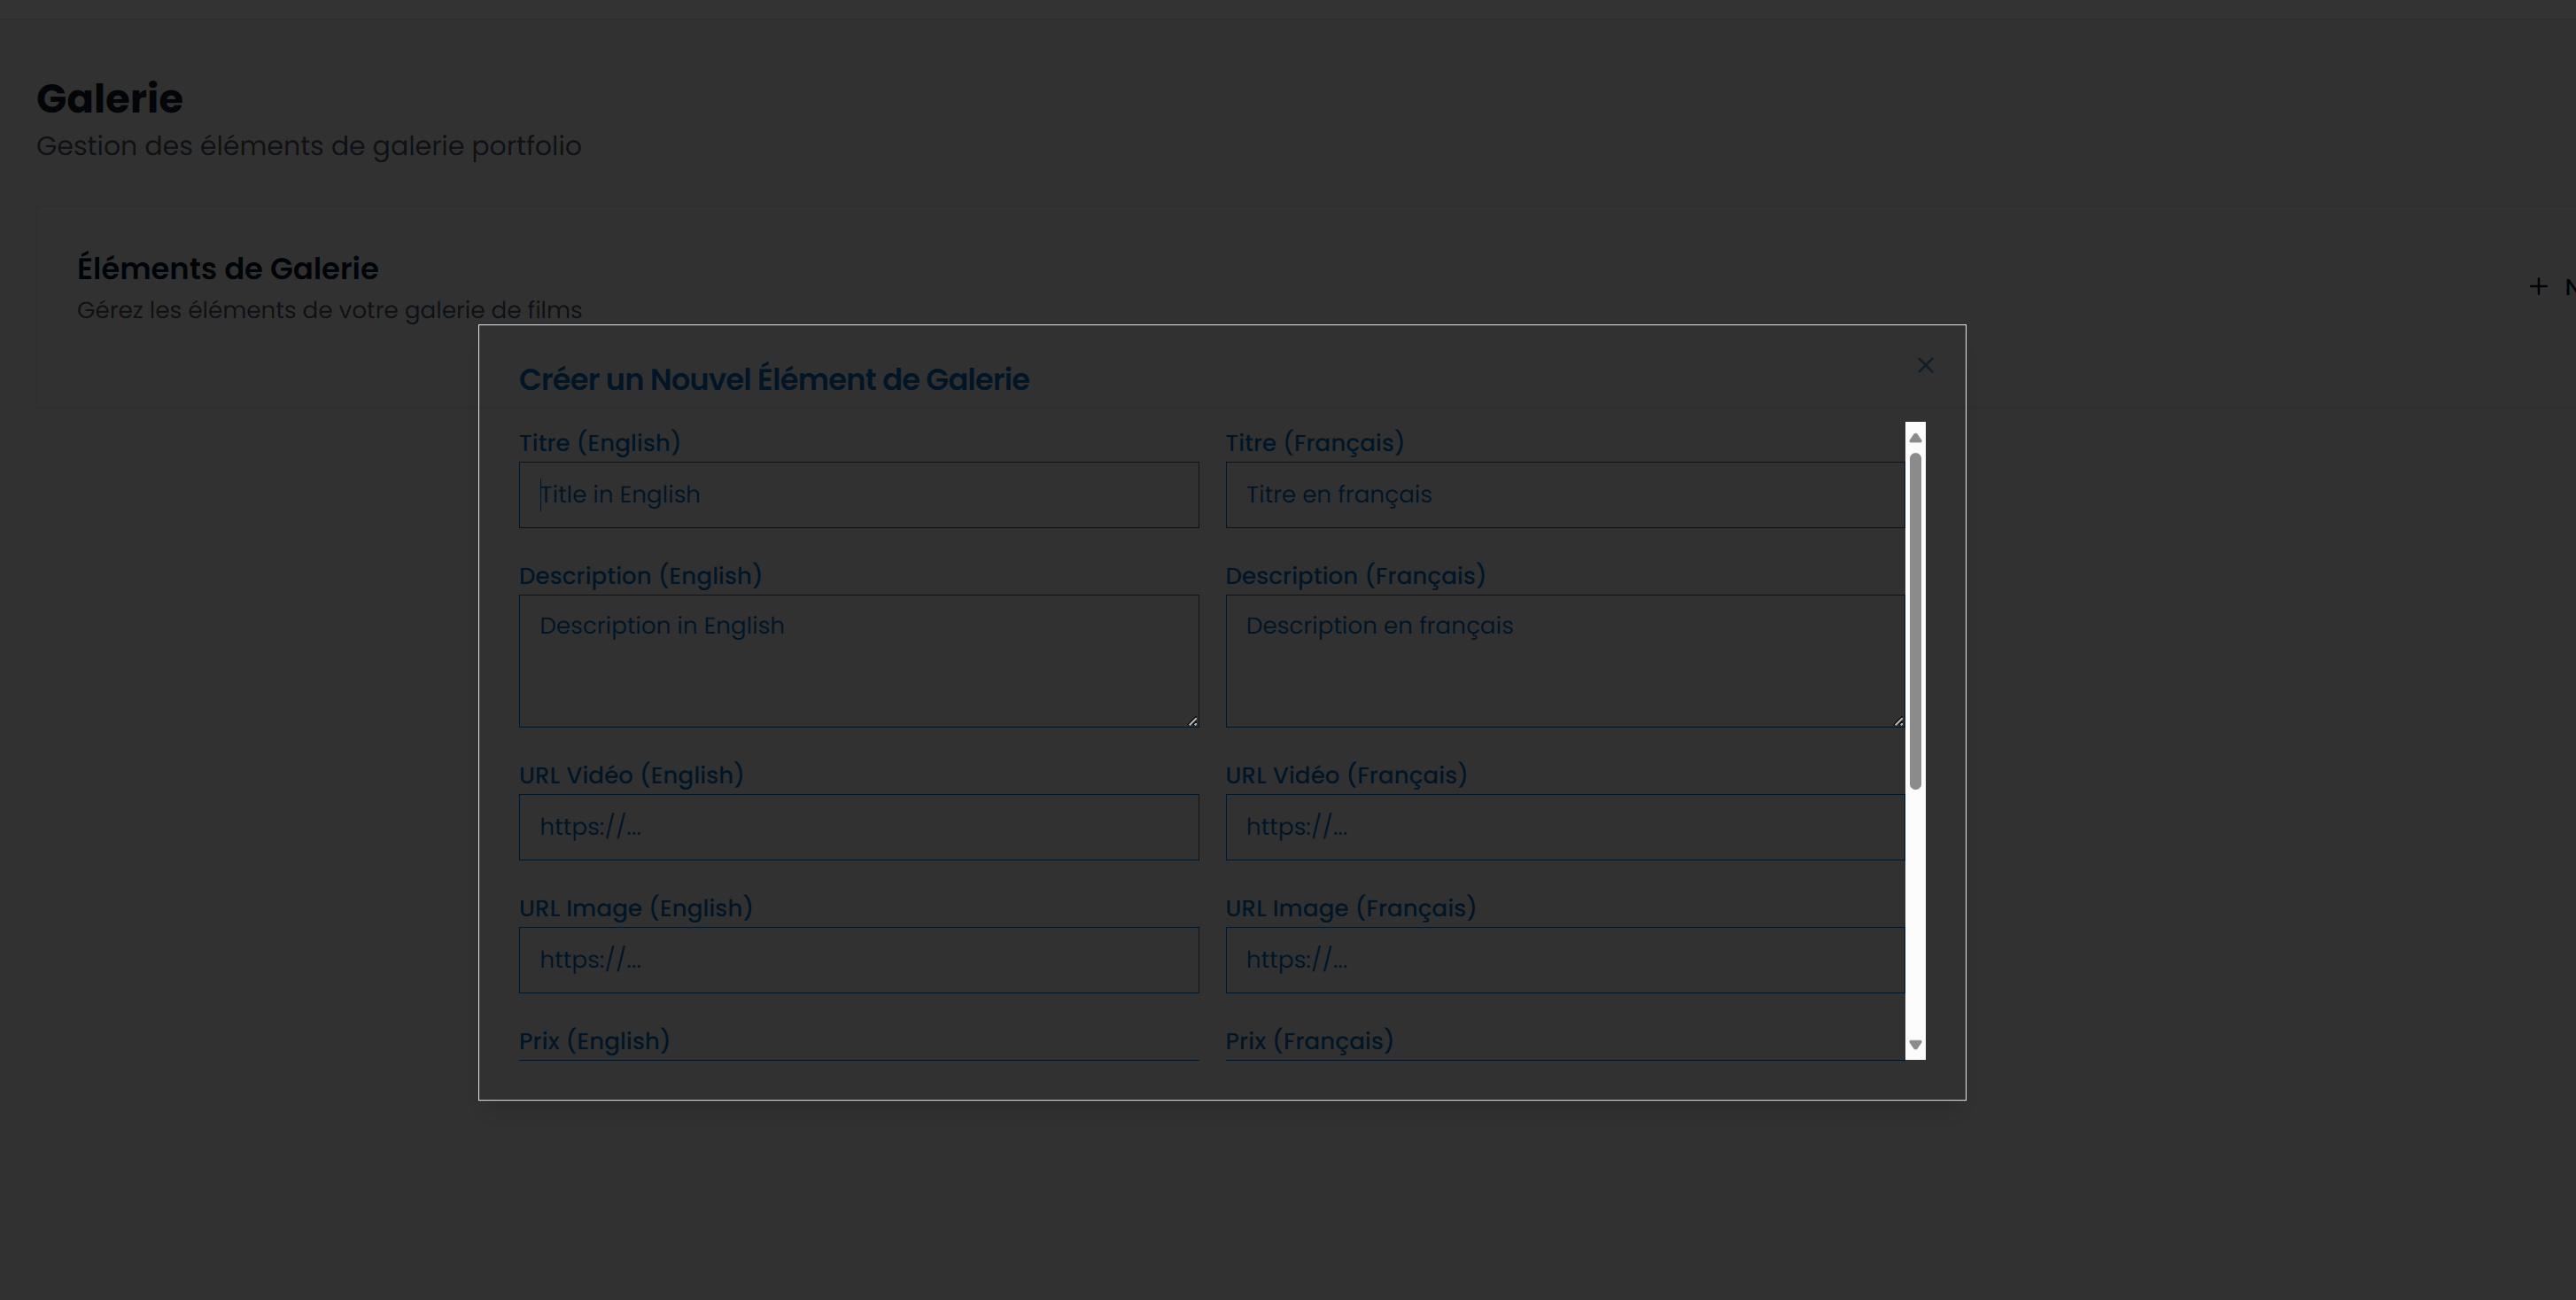 Galerie
Gestion des éléments de galerie portfolio
Éléments de Galerie
Gérez les éléments de votre galerie de films
Créer un Nouvel Élément de Galerie
Titre (English)
Titre (Français)
Title in English
Titre en français
Description (English)
Description (Français)
Description in English
Description en français
URL Vidéo (English)
URL Vidéo (Français)
https://...
https://...
URL Image (English)
URL Image (Français)
https://...
https://...
Prix (English)
Prix (Français)